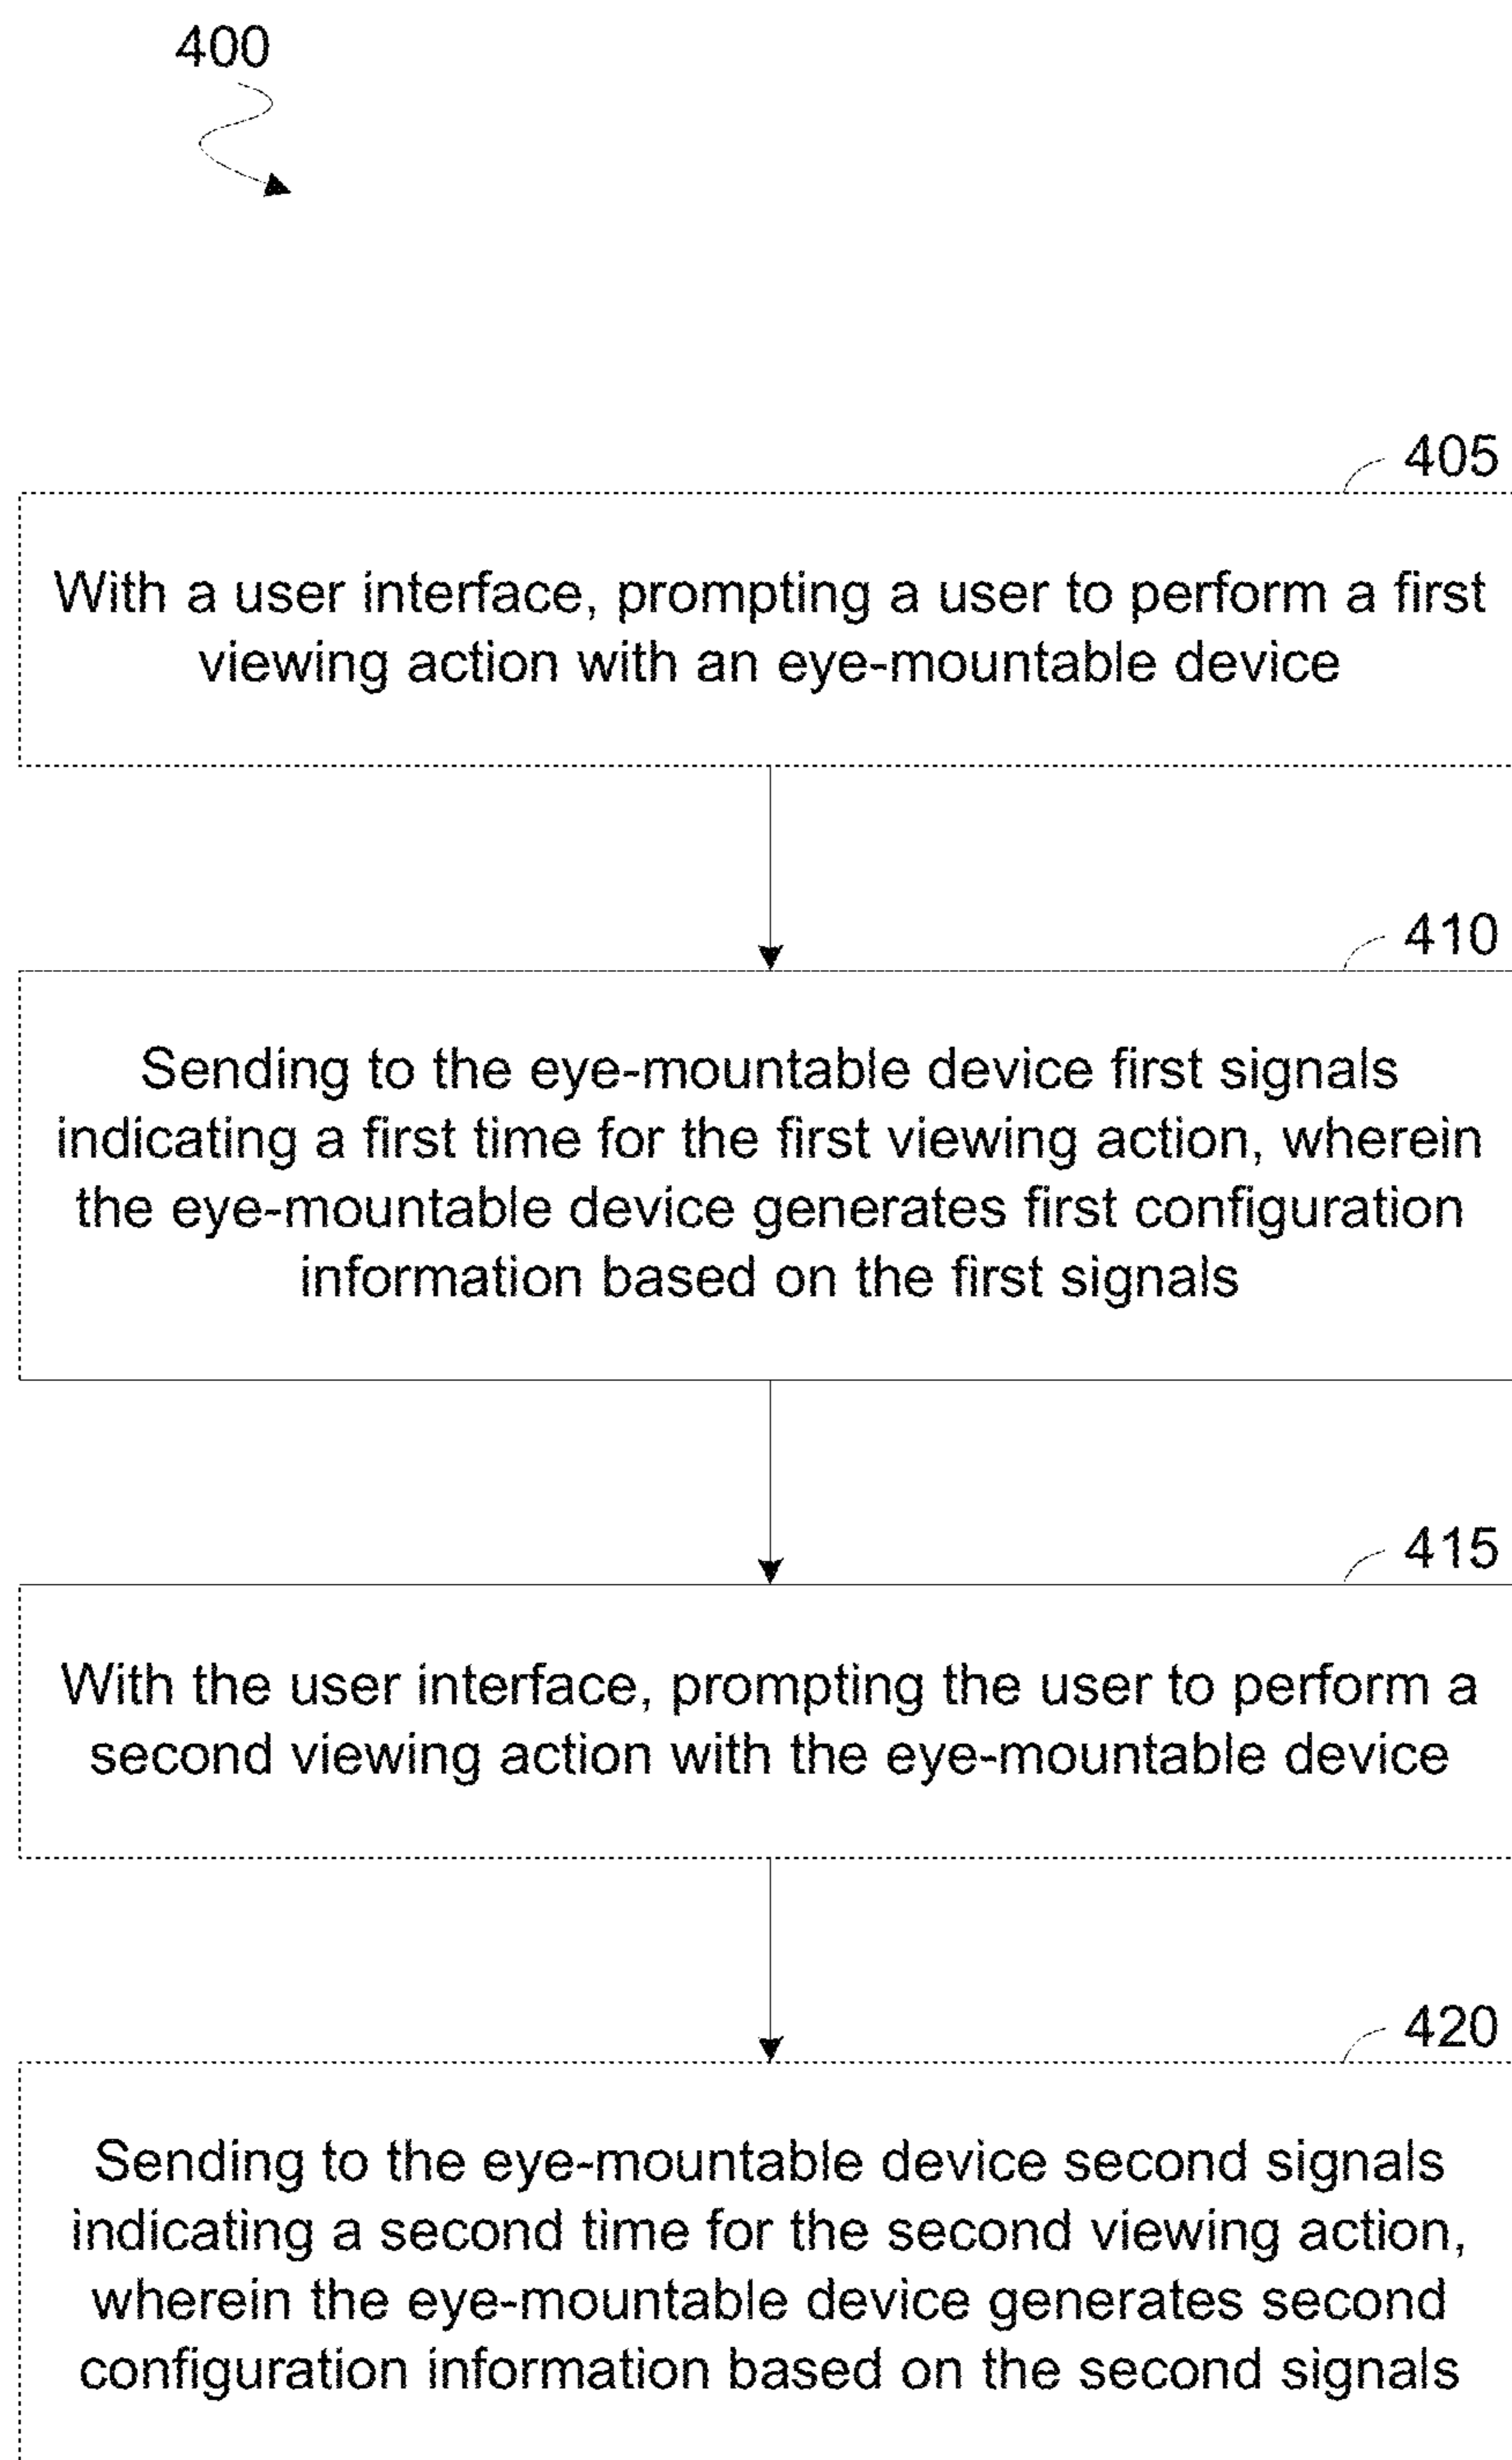 400
405
With a user interface, prompting a user to perform a first
viewing action with an eye-mountable device
410
Sending to the eye-mountable device first signals
indicating a first time for the first viewing action, wherein
the eye-mountable device generates first configuration
information based on the first signals
415
With the user interface, prompting the user to perform a
second viewing action with the eye-mountable device
420
Sending to the eye-mountable device second signals
indicating a second time for the second viewing action,
wherein the eye-mountable device generates second
configuration information based on the second signals